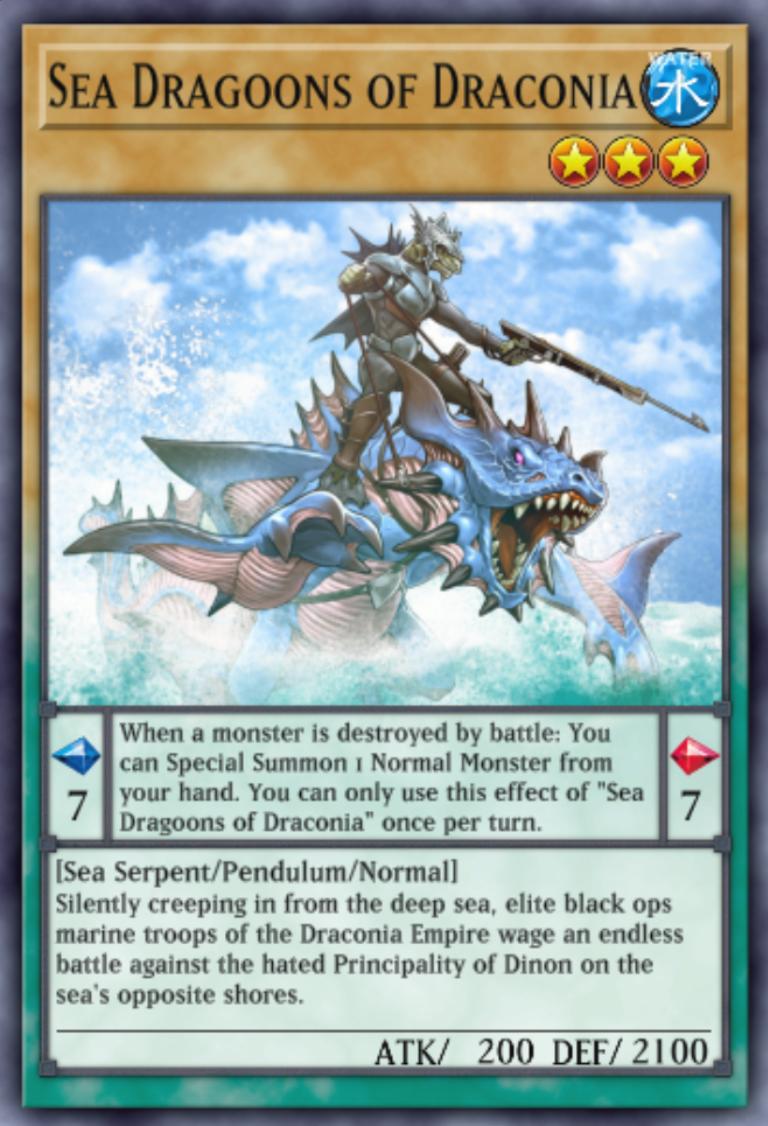 Sea Dragoons of Draconia
WATER
水
When a monster is destroyed by battle: You
can Special Summon 1 Normal Monster from
your hand. You can only use this effect of "Sea
Dragoons of Draconia" once per turn.
7
7
[Sea Serpent/Pendulum/Normal]
Silently creeping in from the deep sea, elite black ops
marine troops of the Draconia Empire wage an endless
battle against the hated Principality of Dinon on the
sea's opposite shores.
ATK/ 200 DEF/ 2100